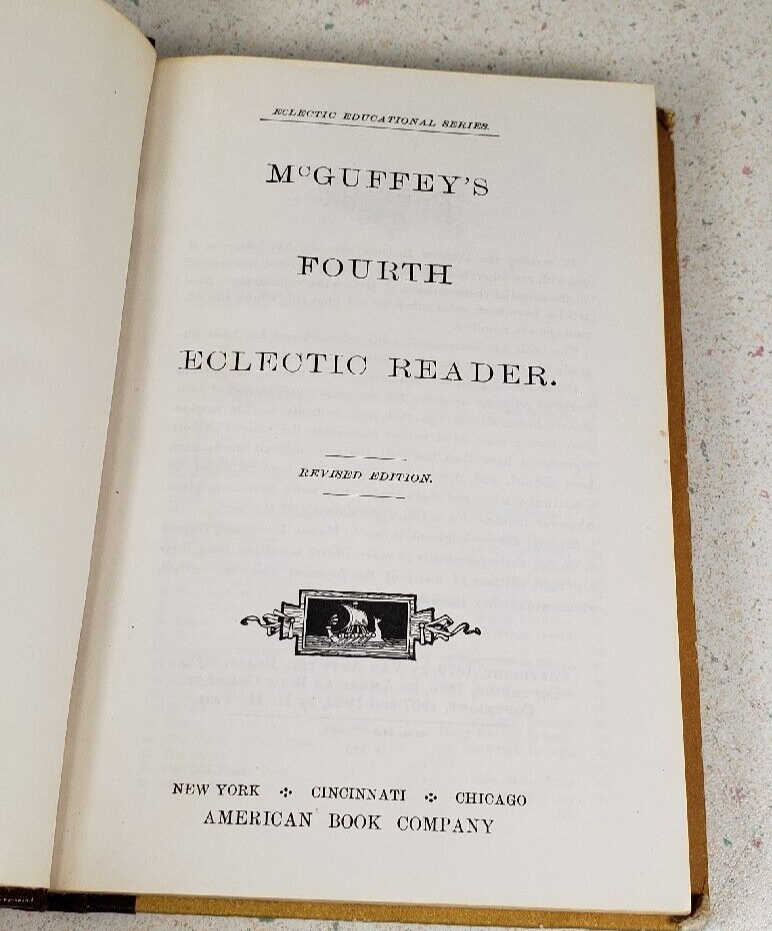 ECLECTIC EDUCATIONAL SERIES.
MCGUFFEY'S
FOURTH
ECLECTIC READER.
REVISED EDITION.
NEW YORK ⁘ CINCINNATI ⁘ CHICAGO
AMERICAN BOOK COMPANY